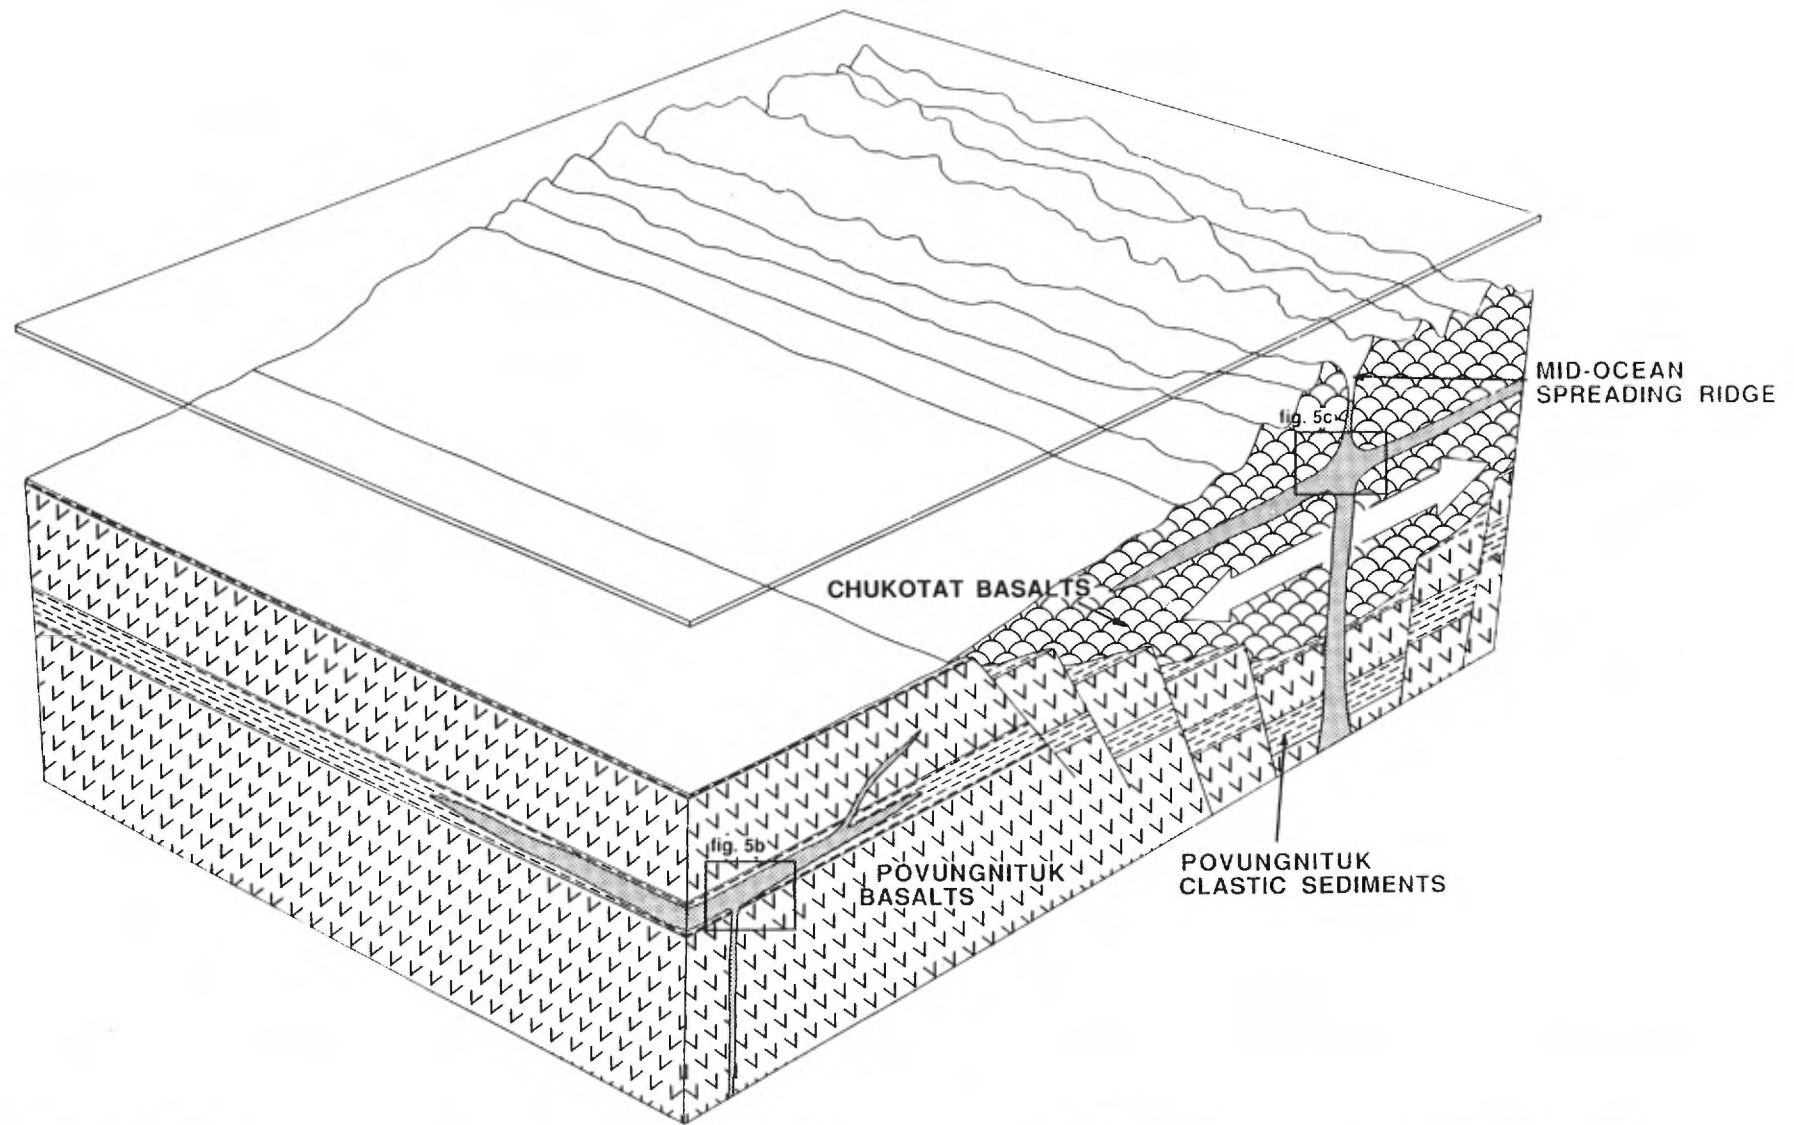 MID-OCEAN
SPREADING RIDGE
fig. 5c
CHUKOTAT BASALTS
fig. 5b
POVUNGNITUK
BASALTS
POVUNGNITUK
CLASTIC SEDIMENTS